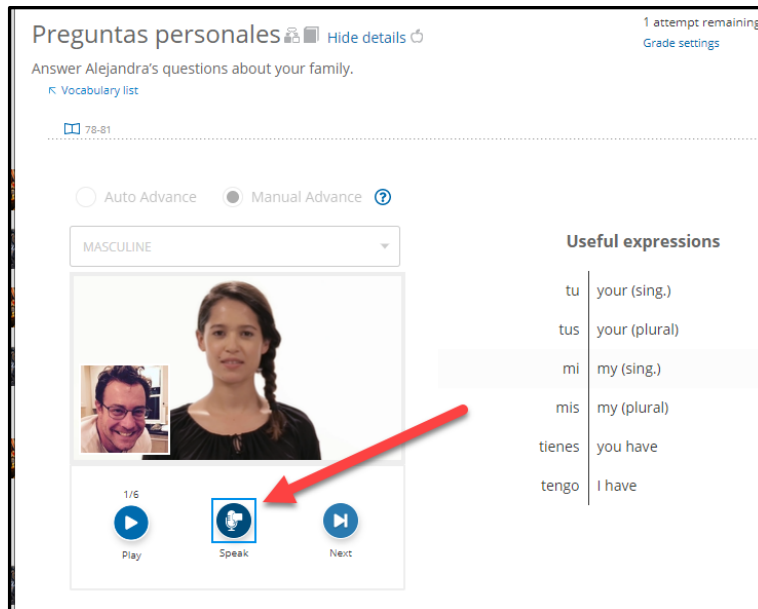 Preguntas personales Hide details
1 attempt remaining
Grade settings
Answer Alejandra's questions about your family.
Vocabulary list
78-81
Auto Advance Manual Advance ?
MASCULINE
Useful expressions
tu your (sing.)
tus your (plural)
mi my (sing.)
mis my (plural)
tienes you have
tengo I have
1/6
Play Speak Next